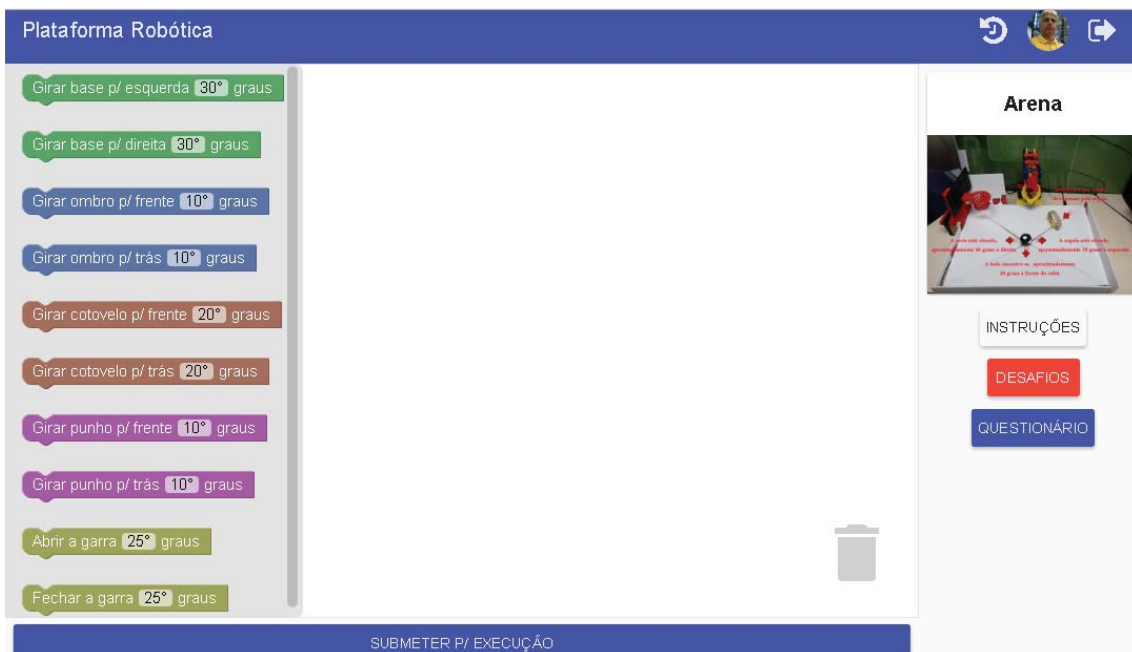 Plataforma Robótica
Girar base p/ esquerda 30° graus
Girar base p/ direita 30° graus
Girar ombro p/ frente 10° graus
Girar ombro p/ trás 10° graus
Girar cotovelo p/ frente 20° graus
Girar cotovelo p/ trás 20° graus
Girar punho p/ frente 10° graus
Girar punho p/ trás 10° graus
Abrir a garra 25° graus
Fechar a garra 25° graus
SUBMETER P/ EXECUÇÃO
Arena
INSTRUÇÕES
DESAFIOS
QUESTIONÁRIO